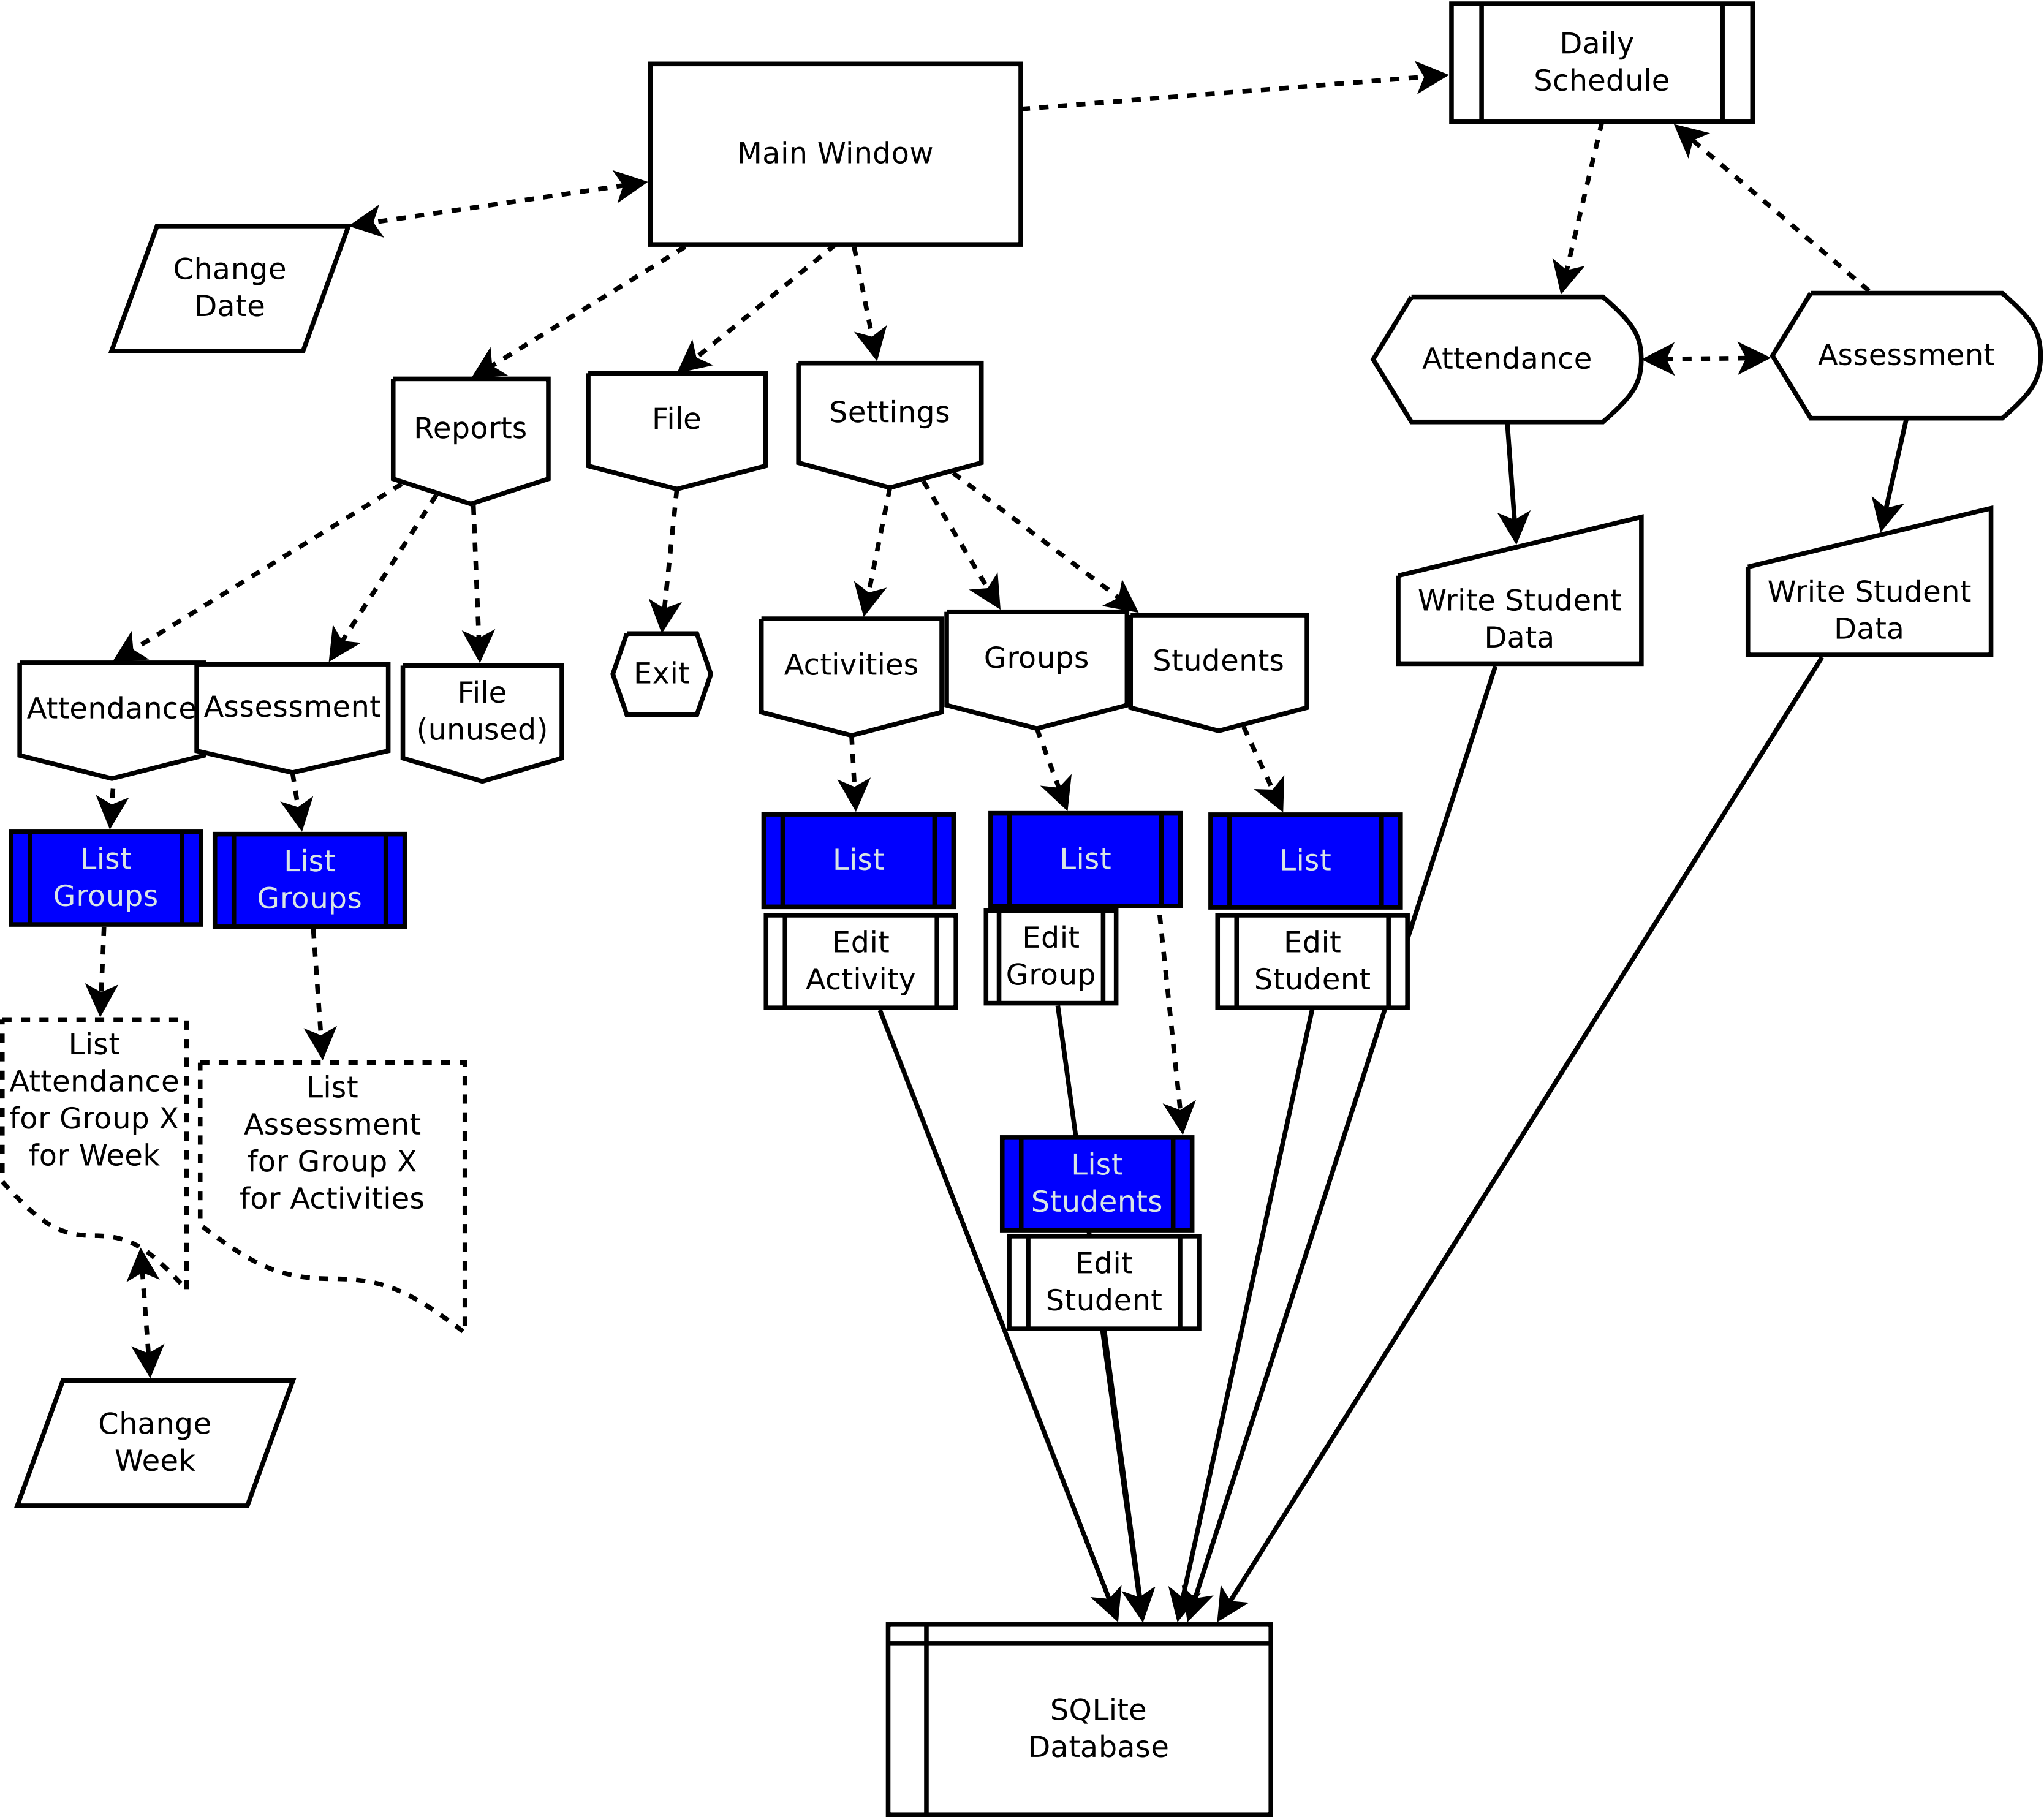 Daily
Schedule
Main Window
Change
Date
Attendance
Assessment
Reports
File
Settings
Write Student
Data
Write Student
Data
Attendance
Assessment
File
(unused)
Exit
Activities
Groups
Students
List
Groups
List
Groups
List
List
List
Edit
Activity
Edit
Group
Edit
Student
List
Attendance
for Group X
for Week
List
Assessment
for Group X
for Activities
List
Students
Edit
Student
Change
Week
SQLite
Database